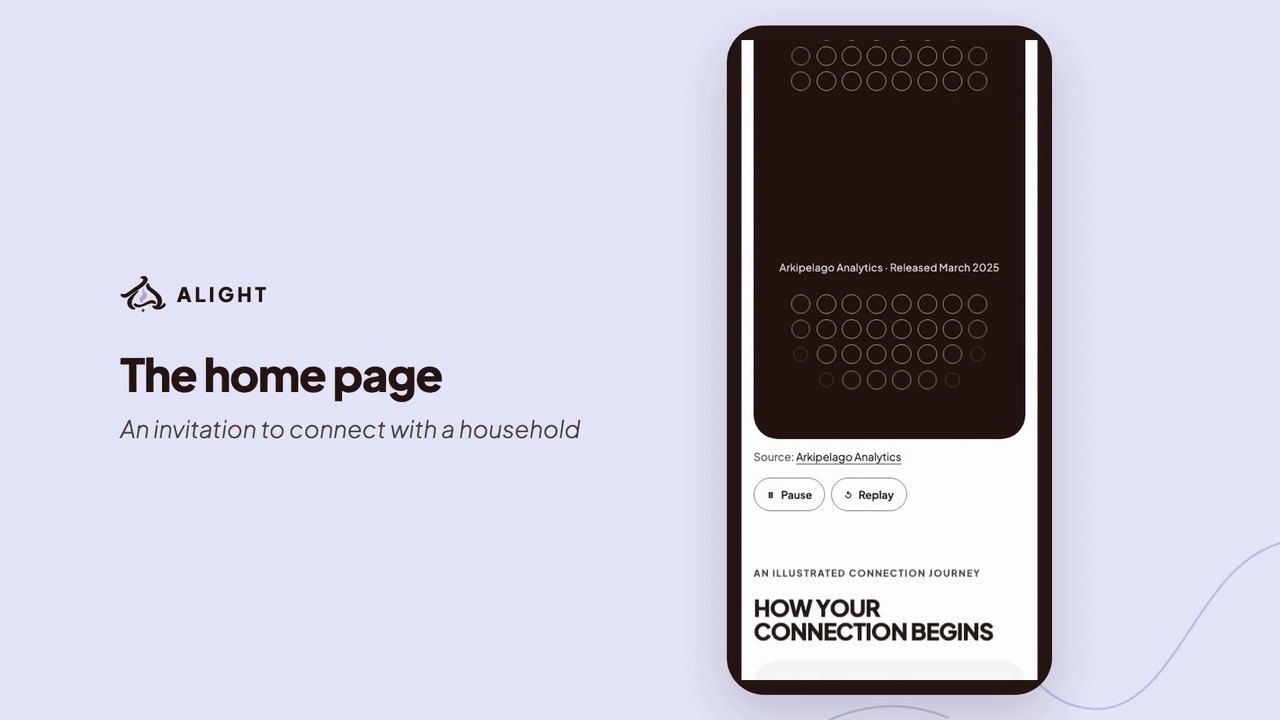 ALIGHT
The home page
An invitation to connect with a household
Arkipelago Analytics · Released March 2025
Source: Arkipelago Analytics
Pause
Replay
AN ILLUSTRATED CONNECTION JOURNEY
HOW YOUR
CONNECTION BEGINS